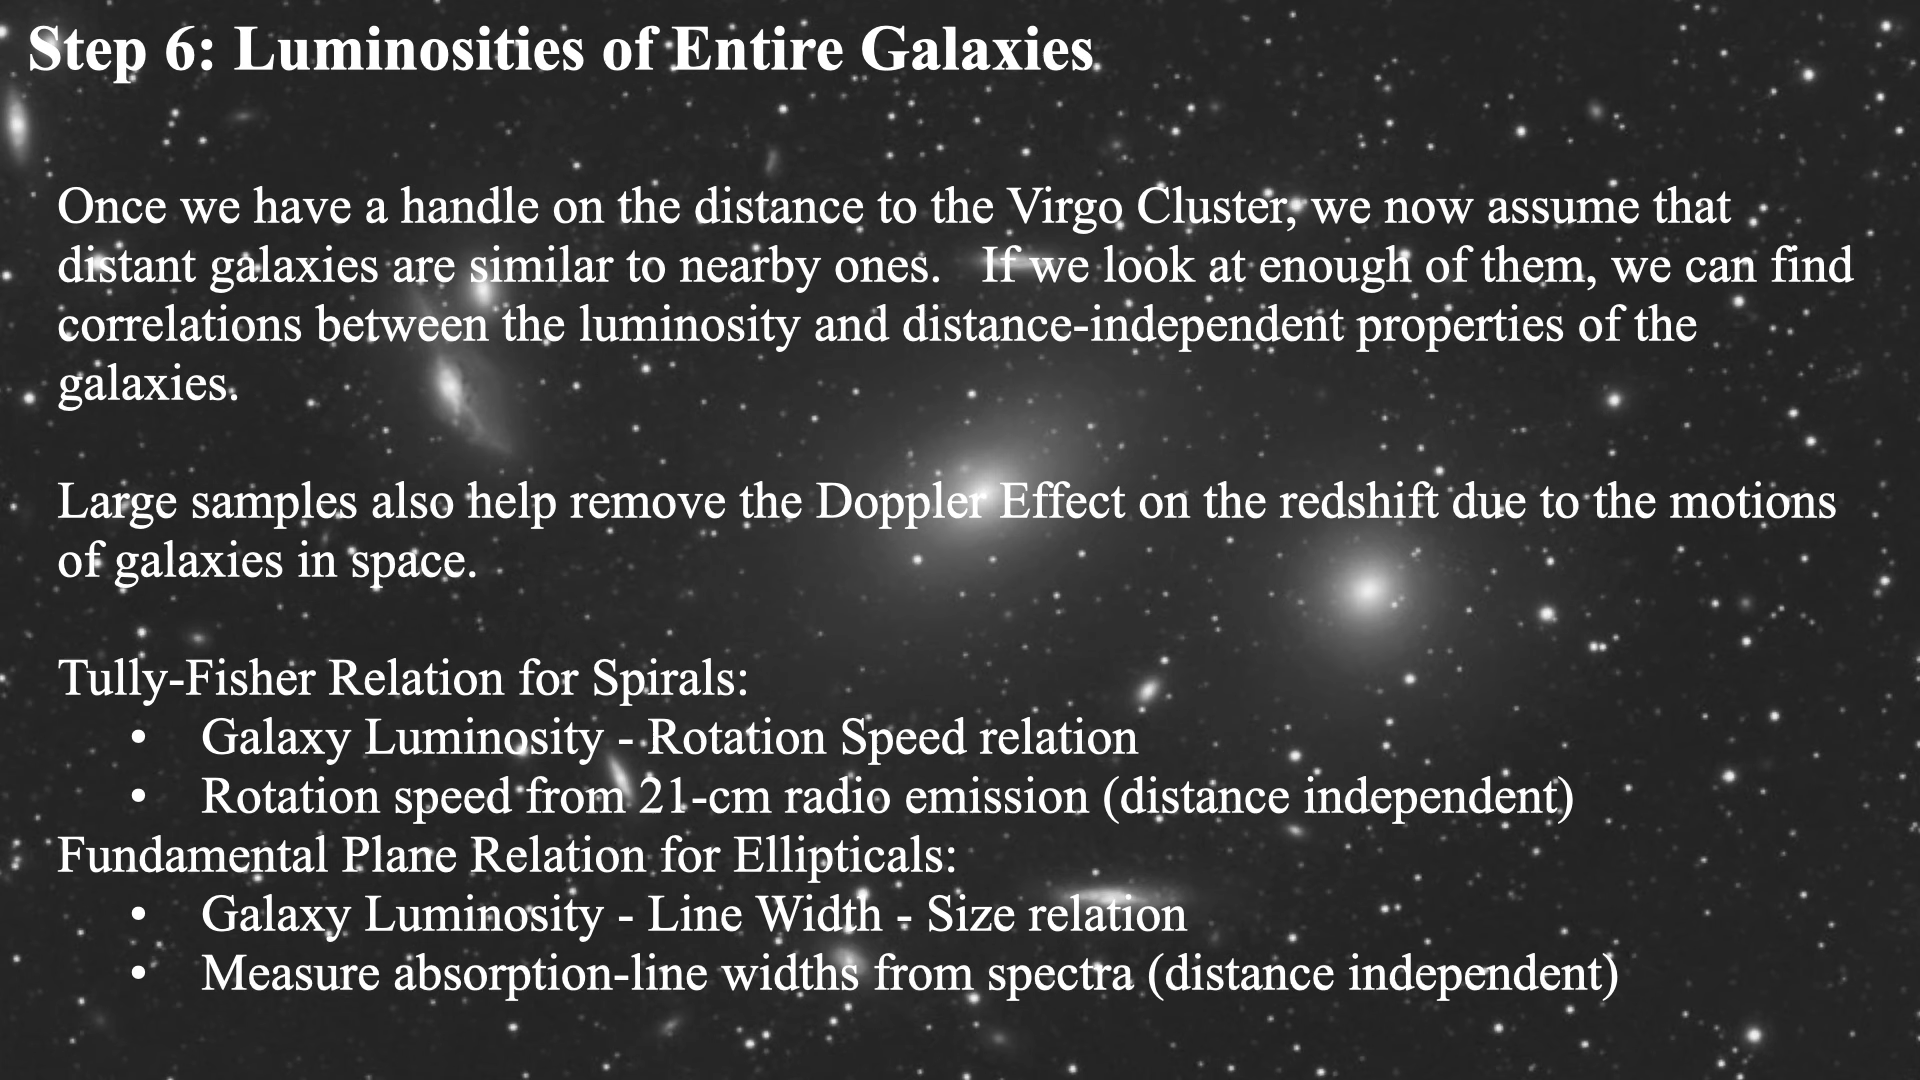 Step 6: Luminosities of Entire Galaxies
Once we have a handle on the distance to the Virgo Cluster, we now assume that
distant galaxies are similar to nearby ones. If we look at enough of them, we can find
correlations between the luminosity and distance-independent properties of the
galaxies.
Large samples also help remove the Doppler Effect on the redshift due to the motions
of galaxies in space.
Tully-Fisher Relation for Spirals:
• Galaxy Luminosity - Rotation Speed relation
• Rotation speed from 21-cm radio emission (distance independent)
Fundamental Plane Relation for Ellipticals:
• Galaxy Luminosity - Line Width - Size relation
• Measure absorption-line widths from spectra (distance independent)